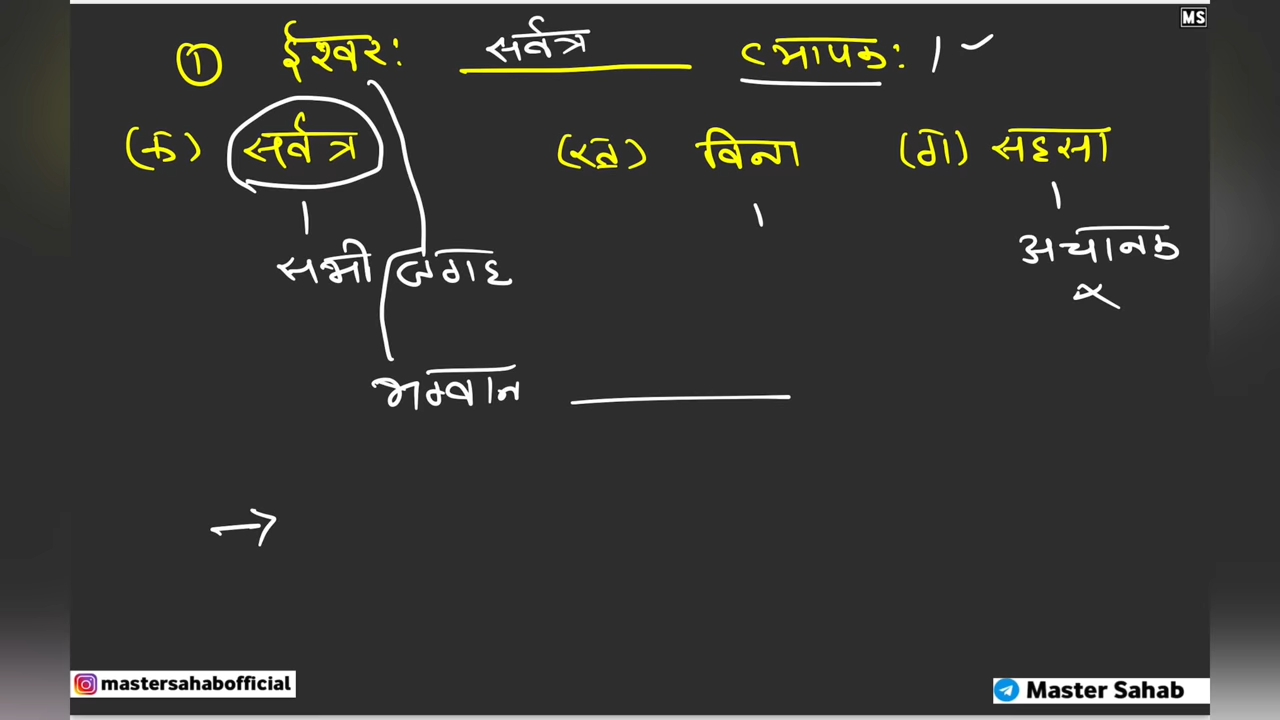 MS
① ईश्वरः सर्वत्र व्यापकः ।
(क) सर्वत्र (ख) बिना (ग) सहसा
सभी जगह अचानक
भगवान
mastersahabofficial Master Sahab